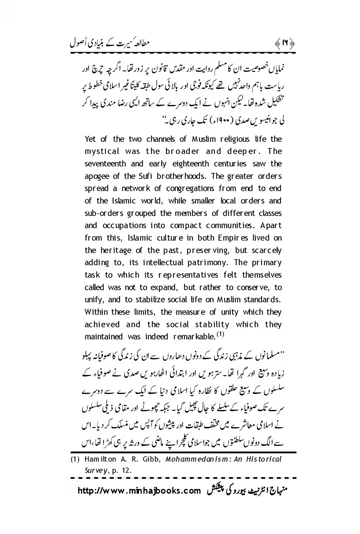 ﴿۲۶﴾ مطالعہ سیرت کے بنیادی اُصول
نمایاں خصوصیت ان کا مسلم روایت اور مقدس قانون پر زور تھا۔ اگرچہ چرچ اور
ریاست باہم واحد نہیں تھے کیونکہ فوجی اور بالائی سول طبقہ کلیتاً غیر اسلامی خطوط پر
تشکیل شدہ تھا۔ لیکن انہوں نے ایک دوسرے کے ساتھ ایسی رضا مندی پیدا کر
لی جو انیسویں صدی (۱۹۰۰ء) تک جاری رہی۔‘‘
Yet of the two channels of Muslim religious life the
mystical was the broader and deeper. The
seventeenth and early eighteenth centuries saw the
apogee of the Sufi brotherhoods. The greater orders
spread a network of congregations from end to end
of the Islamic world, while smaller local orders and
sub-orders grouped the members of different classes
and occupations into compact communities. Apart
from this, Islamic culture in both Empires lived on
the heritage of the past, preserving, but scarcely
adding to, its intellectual patrimony. The primary
task to which its representatives felt themselves
called was not to expand, but rather to conserve, to
unify, and to stabilize social life on Muslim standards.
Within these limits, the measure of unity which they
achieved and the social stability which they
maintained was indeed remarkable.(1)
’’مسلمانوں کے مذہبی زندگی کے دونوں دھاروں سے ان کی زندگی کا صوفیانہ پہلو
زیادہ وسیع اور گہرا تھا۔ سترہویں اور ابتدائی اٹھارہویں صدی نے صوفیاء کے
سلسلوں کے وسیع حلقوں کا نظارہ کیا اسلامی دنیا کے ایک سرے سے دوسرے
سرے تک صوفیاء کے سلسلے کا جال پھیل گیا۔ جبکہ چھوٹے اور مقامی ذیلی سلسلوں
نے اسلامی معاشرے میں مختلف طبقات اور پیشوں کو آپس میں منسلک کر دیا۔ اس
سے الگ دونوں سلطنتوں میں جو اسلامی کلچر اپنے ماضی کے ورثہ پر ہی کھڑا تھا، اس
(1) Hamilton A. R. Gibb, Mohammedanism: An Historical
Survey, p. 12.
منہاج انٹرنیٹ بیورو کی پیشکش http://www.minhajbooks.com